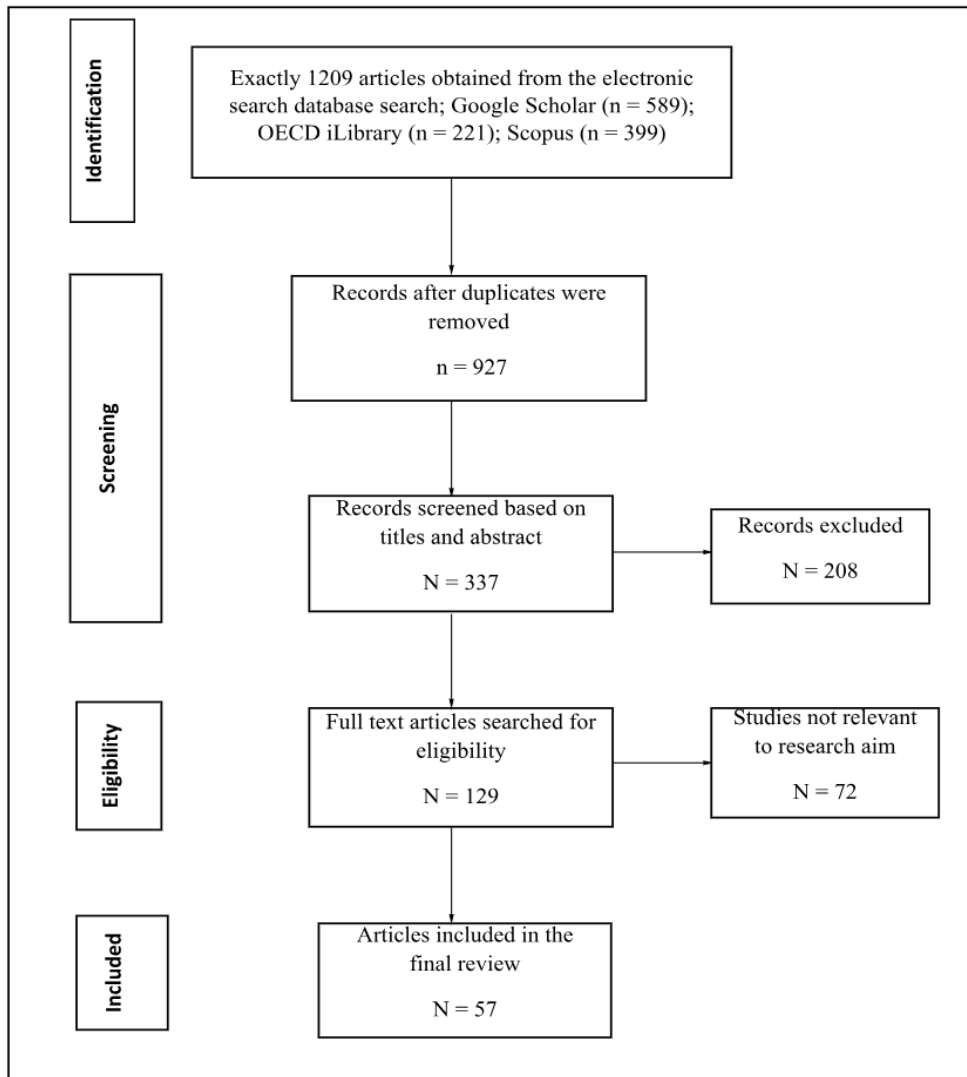 Identification
Exactly 1209 articles obtained from the electronic
search database search; Google Scholar (n = 589);
OECD iLibrary (n = 221); Scopus (n = 399)
Screening
Records after duplicates were
removed
n = 927
Records screened based on
titles and abstract
N = 337
Records excluded
N = 208
Eligibility
Full text articles searched for
eligibility
N = 129
Studies not relevant
to research aim
N = 72
Included
Articles included in the
final review
N = 57